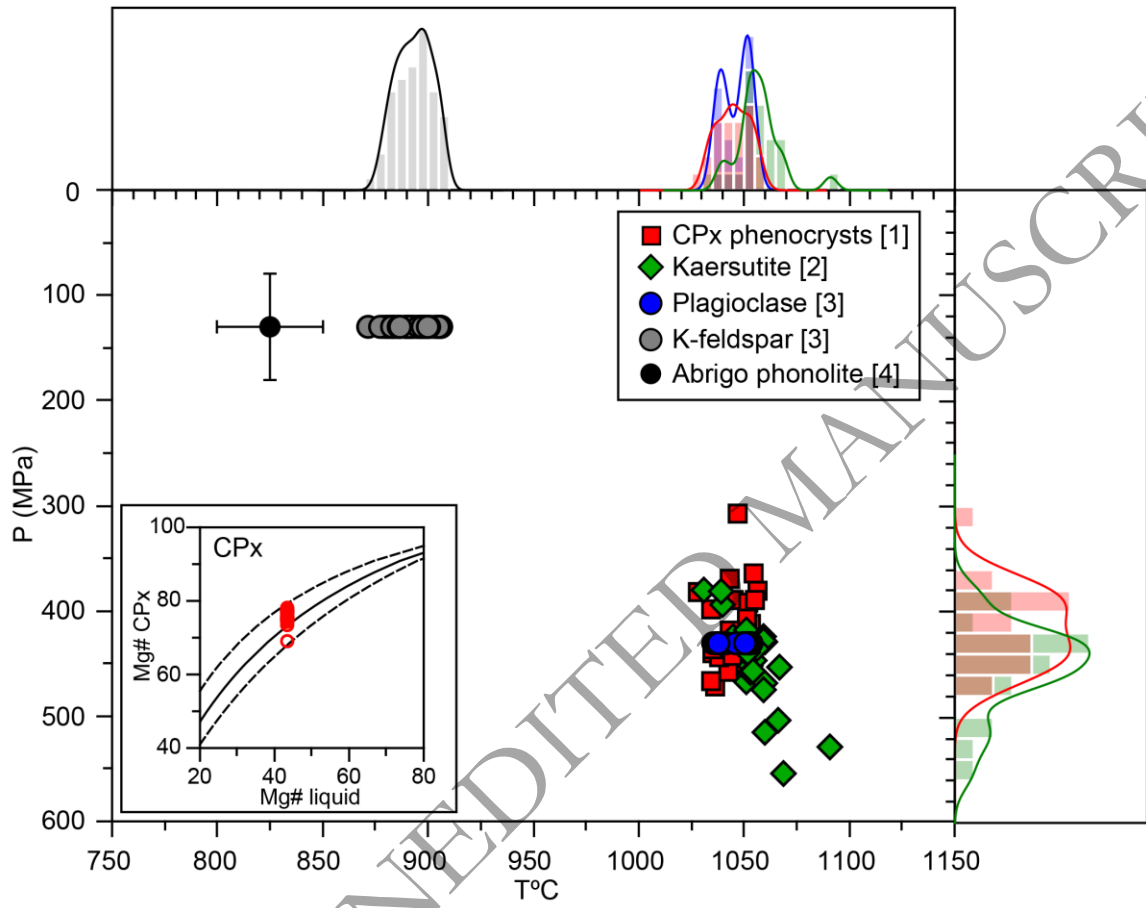 0
100
200
300
400
500
600
P (MPa)
CPx phenocrysts [1]
Kaersutite [2]
Plagioclase [3]
K-feldspar [3]
Abrigo phonolite [4]
CPx
100
80
60
40
Mg# CPx
20 40 60 80
Mg# liquid
750 800 850 900 950 1000 1050 1100 1150
TºC
UNEDITED MANUSCRI